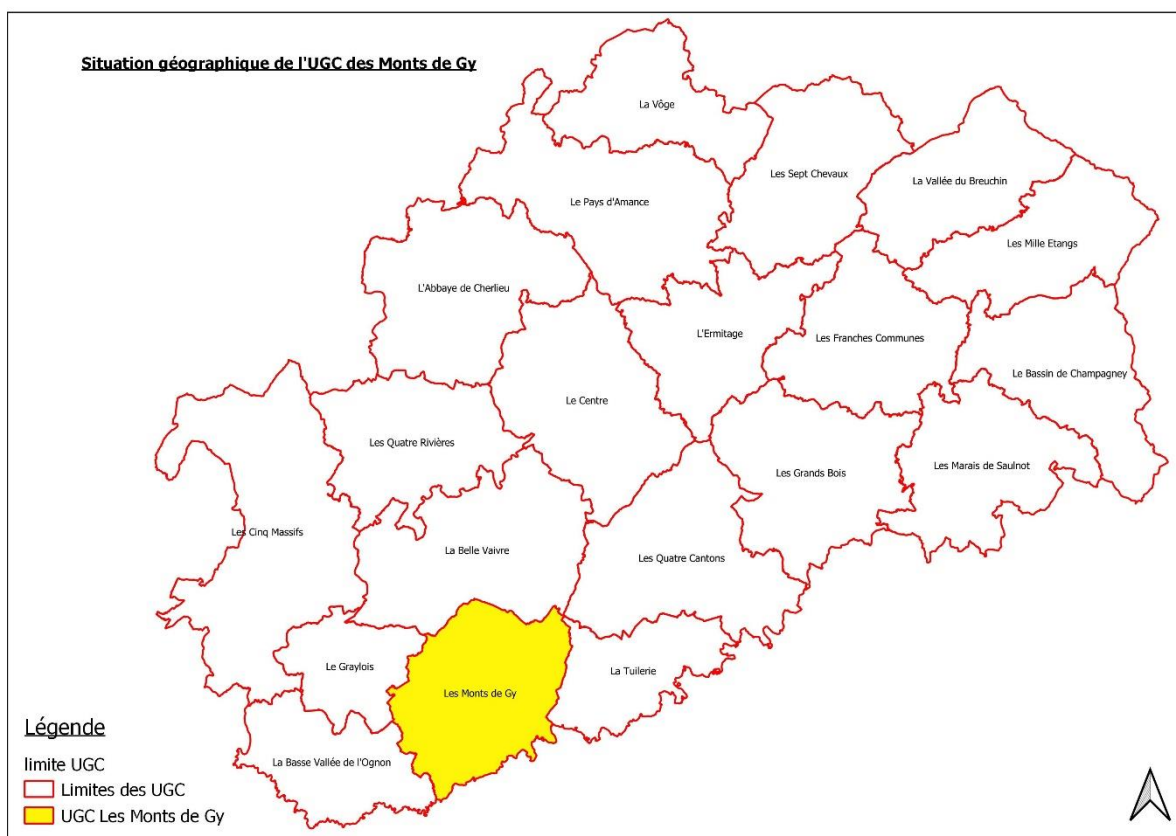 Situation géographique de l'UGC des Monts de Gy
La Vôge
Les Sept Chevaux
La Vallée du Breuchin
Le Pays d'Amance
Les Mille Etangs
L'Abbaye de Cherlieu
L'Ermitage
Les Franches Communes
Le Bassin de Champagney
Le Centre
Les Quatre Rivières
Les Grands Bois
Les Marais de Saulnot
Les Cinq Massifs
La Belle Vaivre
Les Quatre Cantons
Le Graylois
La Tuilerie
Les Monts de Gy
La Basse Vallée de l'Ognon
Légende
limite UGC
Limites des UGC
UGC Les Monts de Gy